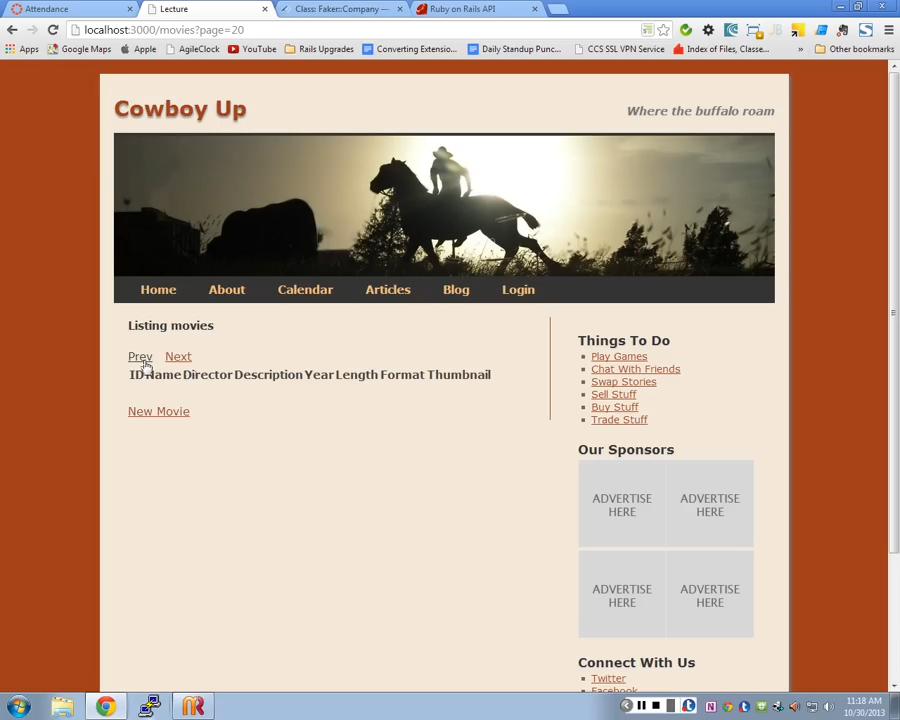 Attendance
Lecture
Class: Faker::Company —
Ruby on Rails API
localhost:3000/movies?page=20
Apps
Google Maps
Apple
AgileClock
YouTube
Rails Upgrades
Converting Extensio...
Daily Standup Punc...
CCS SSL VPN Service
Index of Files, Classe...
»
Other bookmarks
Cowboy Up
Where the buffalo roam
Home About Calendar Articles Blog Login
Listing movies
Prev Next
ID Name Director Description Year Length Format Thumbnail
New Movie
Things To Do
Play Games
Chat With Friends
Swap Stories
Sell Stuff
Buy Stuff
Trade Stuff
Our Sponsors
ADVERTISE HERE
ADVERTISE HERE
ADVERTISE HERE
ADVERTISE HERE
Connect With Us
Twitter
Facebook
11:18 AM
10/30/2013